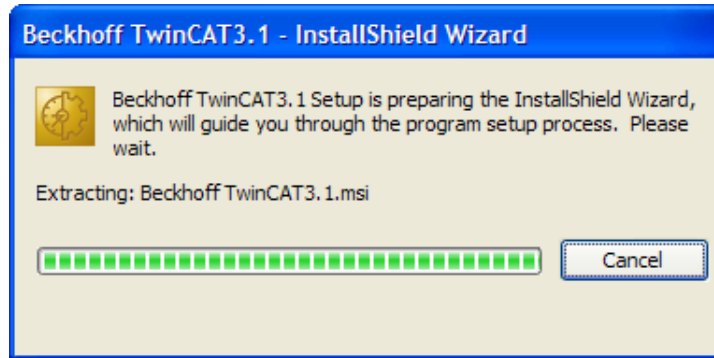 Beckhoff TwinCAT3.1 - InstallShield Wizard
Beckhoff TwinCAT3.1 Setup is preparing the InstallShield Wizard,
which will guide you through the program setup process.  Please
wait.
Extracting: Beckhoff TwinCAT3.1.msi
Cancel